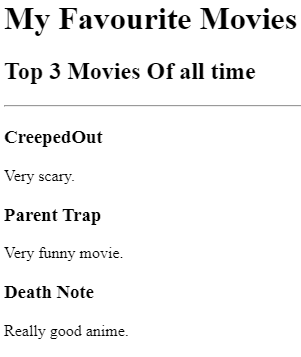 My Favourite Movies
Top 3 Movies Of all time
CreepedOut
Very scary.
Parent Trap
Very funny movie.
Death Note
Really good anime.